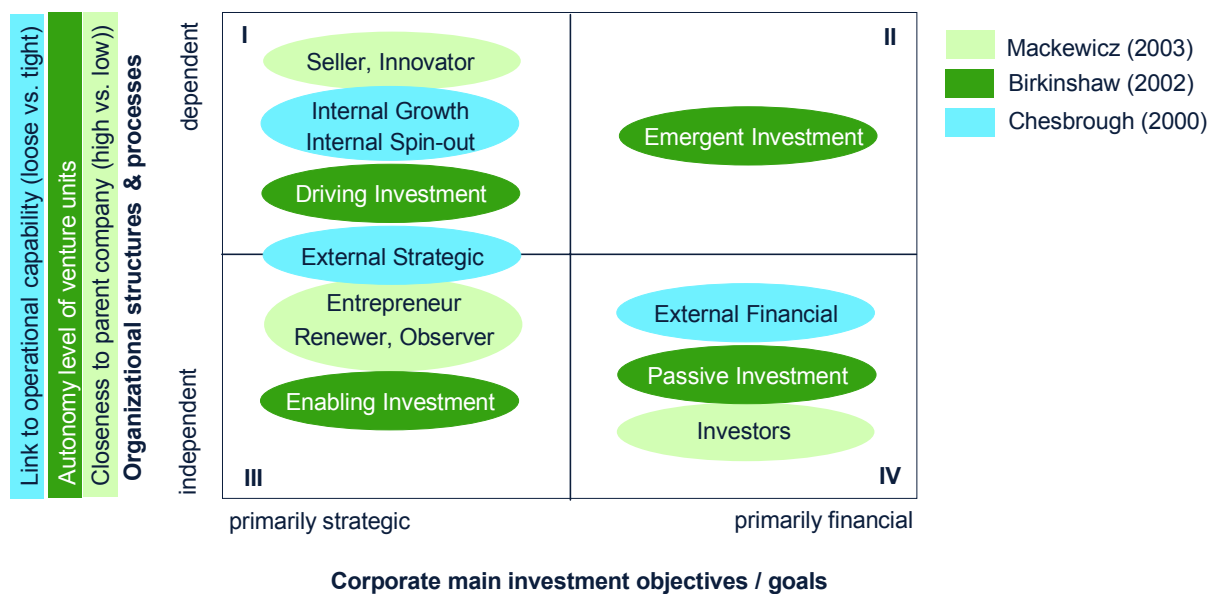 Link to operational capability (loose vs. tight)
Autonomy level of venture units
Closeness to parent company (high vs. low))
Organizational structures & processes
dependent
independent
I
Seller, Innovator
Internal Growth
Internal Spin-out
Driving Investment
External Strategic
Entrepreneur
Renewer, Observer
Enabling Investment
III
II
Emergent Investment
External Financial
Passive Investment
Investors
IV
primarily strategic
primarily financial
Corporate main investment objectives / goals
Mackewicz (2003)
Birkinshaw (2002)
Chesbrough (2000)